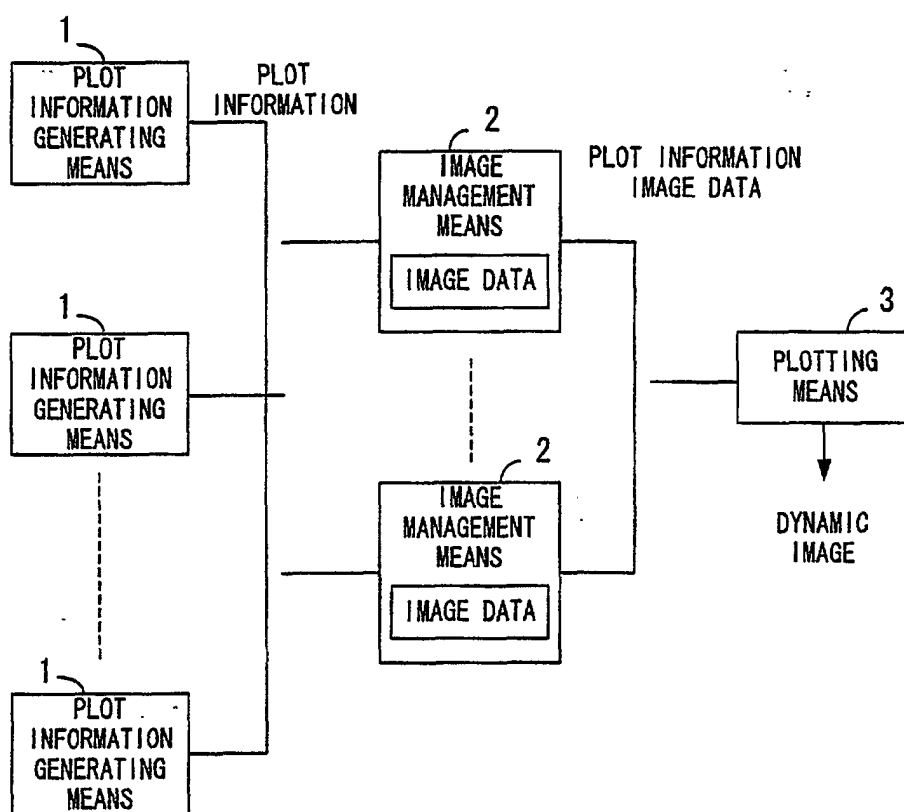 1
PLOT
INFORMATION
GENERATING
MEANS
PLOT
INFORMATION
2
IMAGE
MANAGEMENT
MEANS
IMAGE DATA
PLOT INFORMATION
IMAGE DATA
1
PLOT
INFORMATION
GENERATING
MEANS
3
PLOTTING
MEANS
2
IMAGE
MANAGEMENT
MEANS
IMAGE DATA
DYNAMIC
IMAGE
1
PLOT
INFORMATION
GENERATING
MEANS